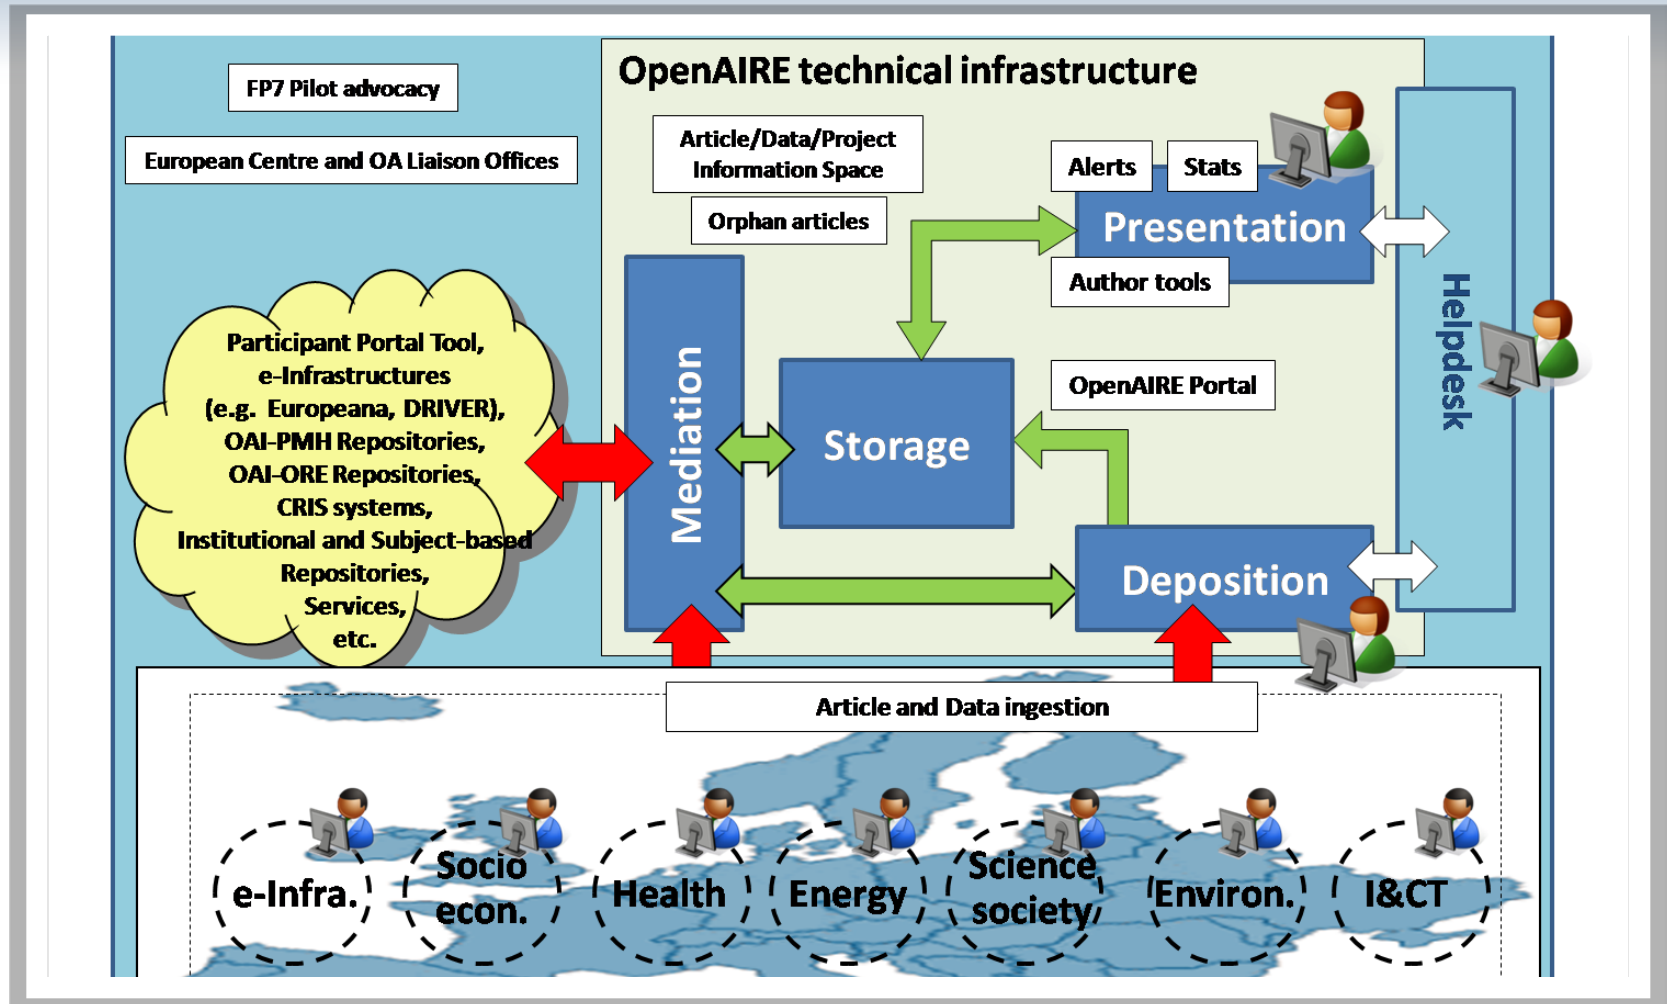 FP7 Pilot advocacy
European Centre and OA Liaison Offices
OpenAIRE technical infrastructure
Article/Data/Project
Information Space
Orphan articles
Alerts
Stats
Presentation
Author tools
Helpdesk
Participant Portal Tool,
e-Infrastructures
(e.g. Europeana, DRIVER),
OAI-PMH Repositories,
OAI-ORE Repositories,
CRIS systems,
Institutional and Subject-based
Repositories,
Services,
etc.
Mediation
Storage
OpenAIRE Portal
Deposition
Article and Data ingestion
e-Infra.
Socio
econ.
Health
Energy
Science
society
Environ.
I&CT